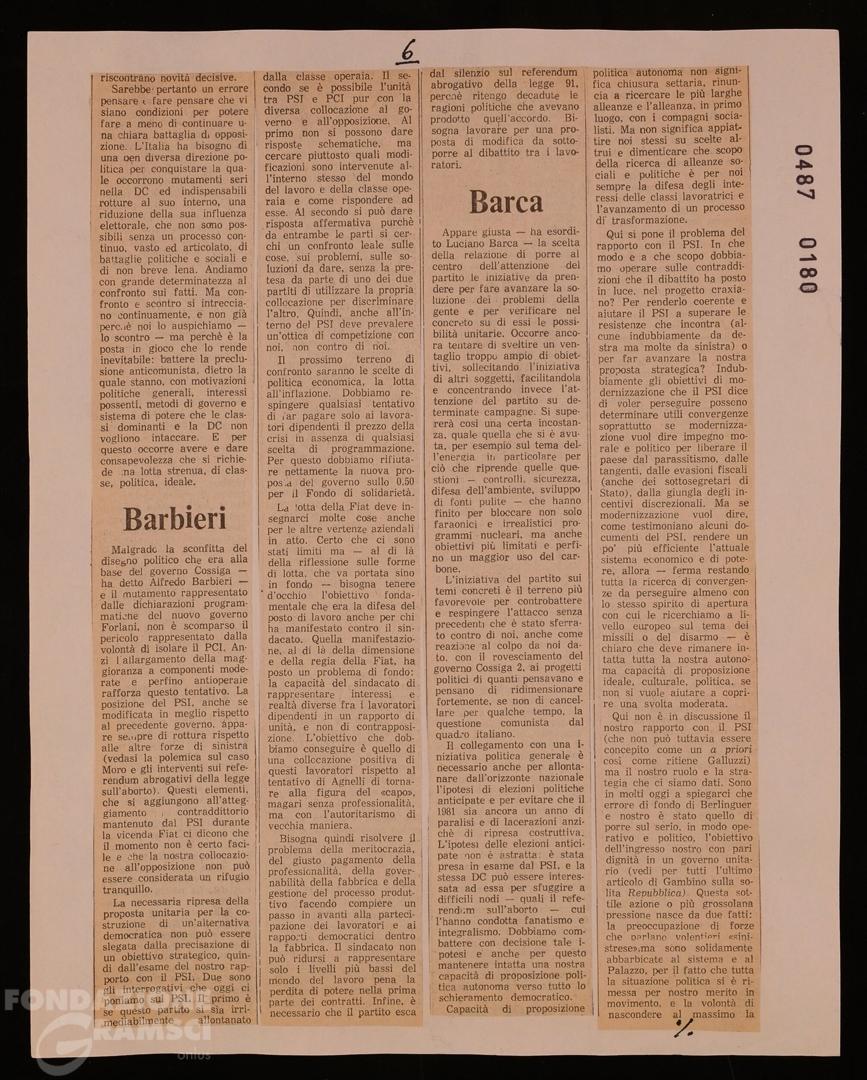 6
riscontrano novità decisive.
Sarebbe pertanto un errore
pensare e fare pensare che vi
siano condizioni per potere
fare a meno di continuare u-
na chiara battaglia di opposi-
zione. L'Italia ha bisogno di
una ben diversa direzione po-
litica per conquistare la qua-
le occorrono mutamenti seri
nella DC ed indispensabili
rotture al suo interno, una
riduzione della sua influenza
elettorale, che non sono pos-
sibili senza un processo con-
tinuo, vasto ed articolato, di
battaglie politiche e sociali e
di non breve lena. Andiamo
con grande determinatezza al
confronto sui fatti. Ma con-
fronto e scontro si intreccia-
no continuamente, e non già
perchè noi lo auspichiamo —
lo scontro — ma perchè è la
posta in gioco che lo rende
inevitabile: battere la preclu-
sione anticomunista, dietro la
quale stanno, con motivazioni
politiche generali, interessi
possenti, metodi di governo e
sistema di potere che le clas-
si dominanti e la DC non
vogliono intaccare. E per
questo occorre avere e dare
consapevolezza che si richie-
de una lotta strenua, di clas-
se, politica, ideale.
Barbieri
Malgrado la sconfitta del
disegno politico che era alla
base del governo Cossiga —
ha detto Alfredo Barbieri —
e il mutamento rappresentato
dalle dichiarazioni program-
matiche del nuovo governo
Forlani, non è scomparso il
pericolo rappresentato dalla
volontà di isolare il PCI. An-
zi l'allargamento della mag-
gioranza a componenti mode-
rate e perfino antioperaie
rafforza questo tentativo. La
posizione del PSI, anche se
modificata in meglio rispetto
al precedente governo, appa-
re sempre di rottura rispetto
alle altre forze di sinistra
(vedasi la polemica sul caso
Moro e gli interventi sui refe-
rendum abrogativi della legge
sull'aborto). Questi elementi,
che si aggiungono all'atteg-
giamento contraddittorio
mantenuto dal PSI durante
la vicenda Fiat ci dicono che
il momento non è certo faci-
le e che la nostra collocazio-
ne all'opposizione non può
essere considerata un rifugio
tranquillo.
La necessaria ripresa della
proposta unitaria per la co-
struzione di un'alternativa
democratica non può essere
slegata dalla precisazione di
un obiettivo strategico, quin-
di dall'esame del nostro rap-
porto con il PSI. Due sono
gli interrogativi che oggi ci
poniamo sul PSI. Il primo è
se questo partito si sia irri-
mediabilmente allontanato
dalla classe operaia. Il se-
condo se è possibile l'unità
tra PSI e PCI pur con la
diversa collocazione al go-
verno e all'opposizione. Al
primo non si possono dare
risposte schematiche, ma
cercare piuttosto quali modi-
ficazioni sono intervenute al-
l'interno stesso del mondo
del lavoro e della classe ope-
raia e come rispondere ad
esse. Al secondo si può dare
risposta affermativa purchè
da entrambe le parti si cer-
chi un confronto leale sulle
cose, sui problemi, sulle so-
luzioni da dare, senza la pre-
tesa da parte di uno dei due
partiti di utilizzare la propria
collocazione per discriminare
l'altro. Quindi, anche all'in-
terno del PSI deve prevalere
un'ottica di competizione con
noi, non contro di noi.
Il prossimo terreno di
confronto saranno le scelte di
politica economica, la lotta
all'inflazione. Dobbiamo re-
spingere qualsiasi tentativo
di far pagare solo ai lavora-
tori dipendenti il prezzo della
crisi in assenza di qualsiasi
scelta di programmazione.
Per questo dobbiamo rifiuta-
re nettamente la nuova pro-
posta del governo sullo 0,50
per il Fondo di solidarietà.
La lotta della Fiat deve in-
segnarci molte cose anche
per le altre vertenze aziendali
in atto. Certo che ci sono
stati limiti ma — al di là
della riflessione sulle forme
di lotta, che va portata sino
in fondo — bisogna tenere
d'occhio l'obiettivo fonda-
mentale che era la difesa del
posto di lavoro anche per chi
ha manifestato contro il sin-
dacato. Quella manifestazio-
ne, al di là della dimensione
e della regia della Fiat, ha
posto un problema di fondo:
la capacità del sindacato di
rappresentare interessi e
realtà diverse fra i lavoratori
dipendenti in un rapporto di
unità, e non di contrapposi-
zione. L'obiettivo che dob-
biamo conseguire è quello di
una collocazione positiva di
questi lavoratori rispetto al
tentativo di Agnelli di torna-
re alla figura del «capo»,
magari senza professionalità,
ma con l'autoritarismo di
vecchia maniera.
Bisogna quindi risolvere il
problema della meritocrazia,
del giusto pagamento della
professionalità, della gover-
nabilità della fabbrica e della
gestione del processo produt-
tivo facendo compiere un
passo in avanti alla parteci-
pazione dei lavoratori e ai
rapporti democratici dentro
la fabbrica. Il sindacato non
può ridursi a rappresentare
solo i livelli più bassi del
mondo del lavoro pena la
perdita di potere nella prima
parte dei contratti. Infine, è
necessario che il partito esca
dal silenzio sul referendum
abrogativo della legge 91,
perchè ritengo decadute le
ragioni politiche che avevano
prodotto quell'accordo. Bi-
sogna lavorare per una pro-
posta di modifica da sotto-
porre al dibattito tra i lavo-
ratori.
Barca
Appare giusta — ha esordi-
to Luciano Barca — la scelta
della relazione di porre al
centro dell'attenzione del
partito le iniziative da pren-
dere per fare avanzare la so-
luzione dei problemi della
gente e per verificare nel
concreto su di essi le possi-
bilità unitarie. Occorre anco-
ra tentare di sveltire un ven-
taglio troppo ampio di obiet-
tivi, sollecitando l'iniziativa
di altri soggetti, facilitandola
e concentrando invece l'at-
tenzione del partito su de-
terminate campagne. Si supe-
rerà così una certa incostan-
za, quale quella che si è avu-
ta, per esempio sul tema del-
l'energia in particolare per
ciò che riprende quelle que-
stioni — controlli, sicurezza,
difesa dell'ambiente, sviluppo
di fonti pulite — che hanno
finito per bloccare non solo
faraonici e irrealistici pro-
grammi nucleari, ma anche
obiettivi più limitati e perfi-
no un maggior uso del car-
bone.
L'iniziativa del partito sui
temi concreti è il terreno più
favorevole per controbattere
e respingere l'attacco senza
precedenti che è stato sferra-
to contro di noi, anche come
reazione al colpo da noi da-
to, con il rovesciamento del
governo Cossiga 2, ai progetti
politici di quanti pensavano e
pensano di ridimensionare
fortemente, se non di cancel-
lare per qualche tempo, la
questione comunista dal
quadro italiano.
Il collegamento con una i-
niziativa politica generale è
necessario anche per allonta-
nare dall'orizzonte nazionale
l'ipotesi di elezioni politiche
anticipate e per evitare che il
1981 sia ancora un anno di
paralisi e di lacerazioni anzi-
chè di ripresa costruttiva.
L'ipotesi delle elezioni antici-
pate non è astratta: è stata
presa in esame dal PSI, e la
stessa DC può essere interes-
sata ad essa per sfuggire a
difficili nodi — quali il refe-
rendum sull'aborto — cui
l'hanno condotta fanatismo e
integralismo. Dobbiamo com-
battere con decisione tale i-
potesi e anche per questo
mantenere intatta una nostra
capacità di proposizione poli-
tica autonoma verso tutto lo
schieramento democratico.
Capacità di proposizione
politica autonoma non signi-
fica chiusura settaria, rinun-
cia a ricercare le più larghe
alleanze e l'alleanza, in primo
luogo, con i compagni socia-
listi. Ma non significa appiat-
tire noi stessi su scelte al-
trui e dimenticare che scopo
della ricerca di alleanze so-
ciali e politiche è per noi
sempre la difesa degli inte-
ressi delle classi lavoratrici e
l'avanzamento di un processo
di trasformazione.
Qui si pone il problema del
rapporto con il PSI. In che
modo e a che scopo dobbia-
mo operare sulle contraddi-
zioni che il dibattito ha posto
in luce, nel progetto craxia-
no? Per renderlo coerente e
aiutare il PSI a superare le
resistenze che incontra (al-
cune indubbiamente da de-
stra ma molte da sinistra) o
per far avanzare la nostra
proposta strategica? Indub-
biamente gli obiettivi di mo-
dernizzazione che il PSI dice
di voler perseguire possono
determinare utili convergenze
soprattutto se modernizza-
zione vuol dire impegno mo-
rale e politico per liberare il
paese dal parassitismo, dalle
tangenti, dalle evasioni fiscali
(anche dei sottosegretari di
Stato), dalla giungla degli in-
centivi discrezionali. Ma se
modernizzazione vuol dire,
come testimoniano alcuni do-
cumenti del PSI, rendere un
po' più efficiente l'attuale
sistema economico e di pote-
re, allora — ferma restando
tutta la ricerca di convergen-
ze da perseguire almeno con
lo stesso spirito di apertura
con cui le ricerchiamo a li-
vello europeo sul tema dei
missili o del disarmo — è
chiaro che deve rimanere in-
tatta tutta la nostra autono-
ma capacità di proposizione
ideale, culturale, politica, se
non si vuole aiutare a copri-
re una svolta moderata.
Qui non è in discussione il
nostro rapporto con il PSI
(che non può tuttavia essere
concepito come un a priori
così come ritiene Galluzzi)
ma il nostro ruolo e la stra-
tegia che ci siamo dati. Sono
in molti oggi a spiegarci che
errore di fondo di Berlinguer
e nostro è stato quello di
porre sul serio, in modo ope-
rativo e politico, l'obiettivo
dell'ingresso nostro con pari
dignità in un governo unita-
rio (vedi per tutti l'ultimo
articolo di Gambino sulla so-
lita Repubblica) Questa sot-
tile azione o più grossolana
pressione nasce da due fatti:
la preoccupazione di forze
che parlano volentieri
sono solidamente
abbarbicate al sistema e al
Palazzo, per il fatto che tutta
la situazione politica si è ri-
messa per nostro merito in
movimento, e la volontà di
nascondere al massimo la
%
0487 0180
FONDAZIONE
GRAMSCI
onlus